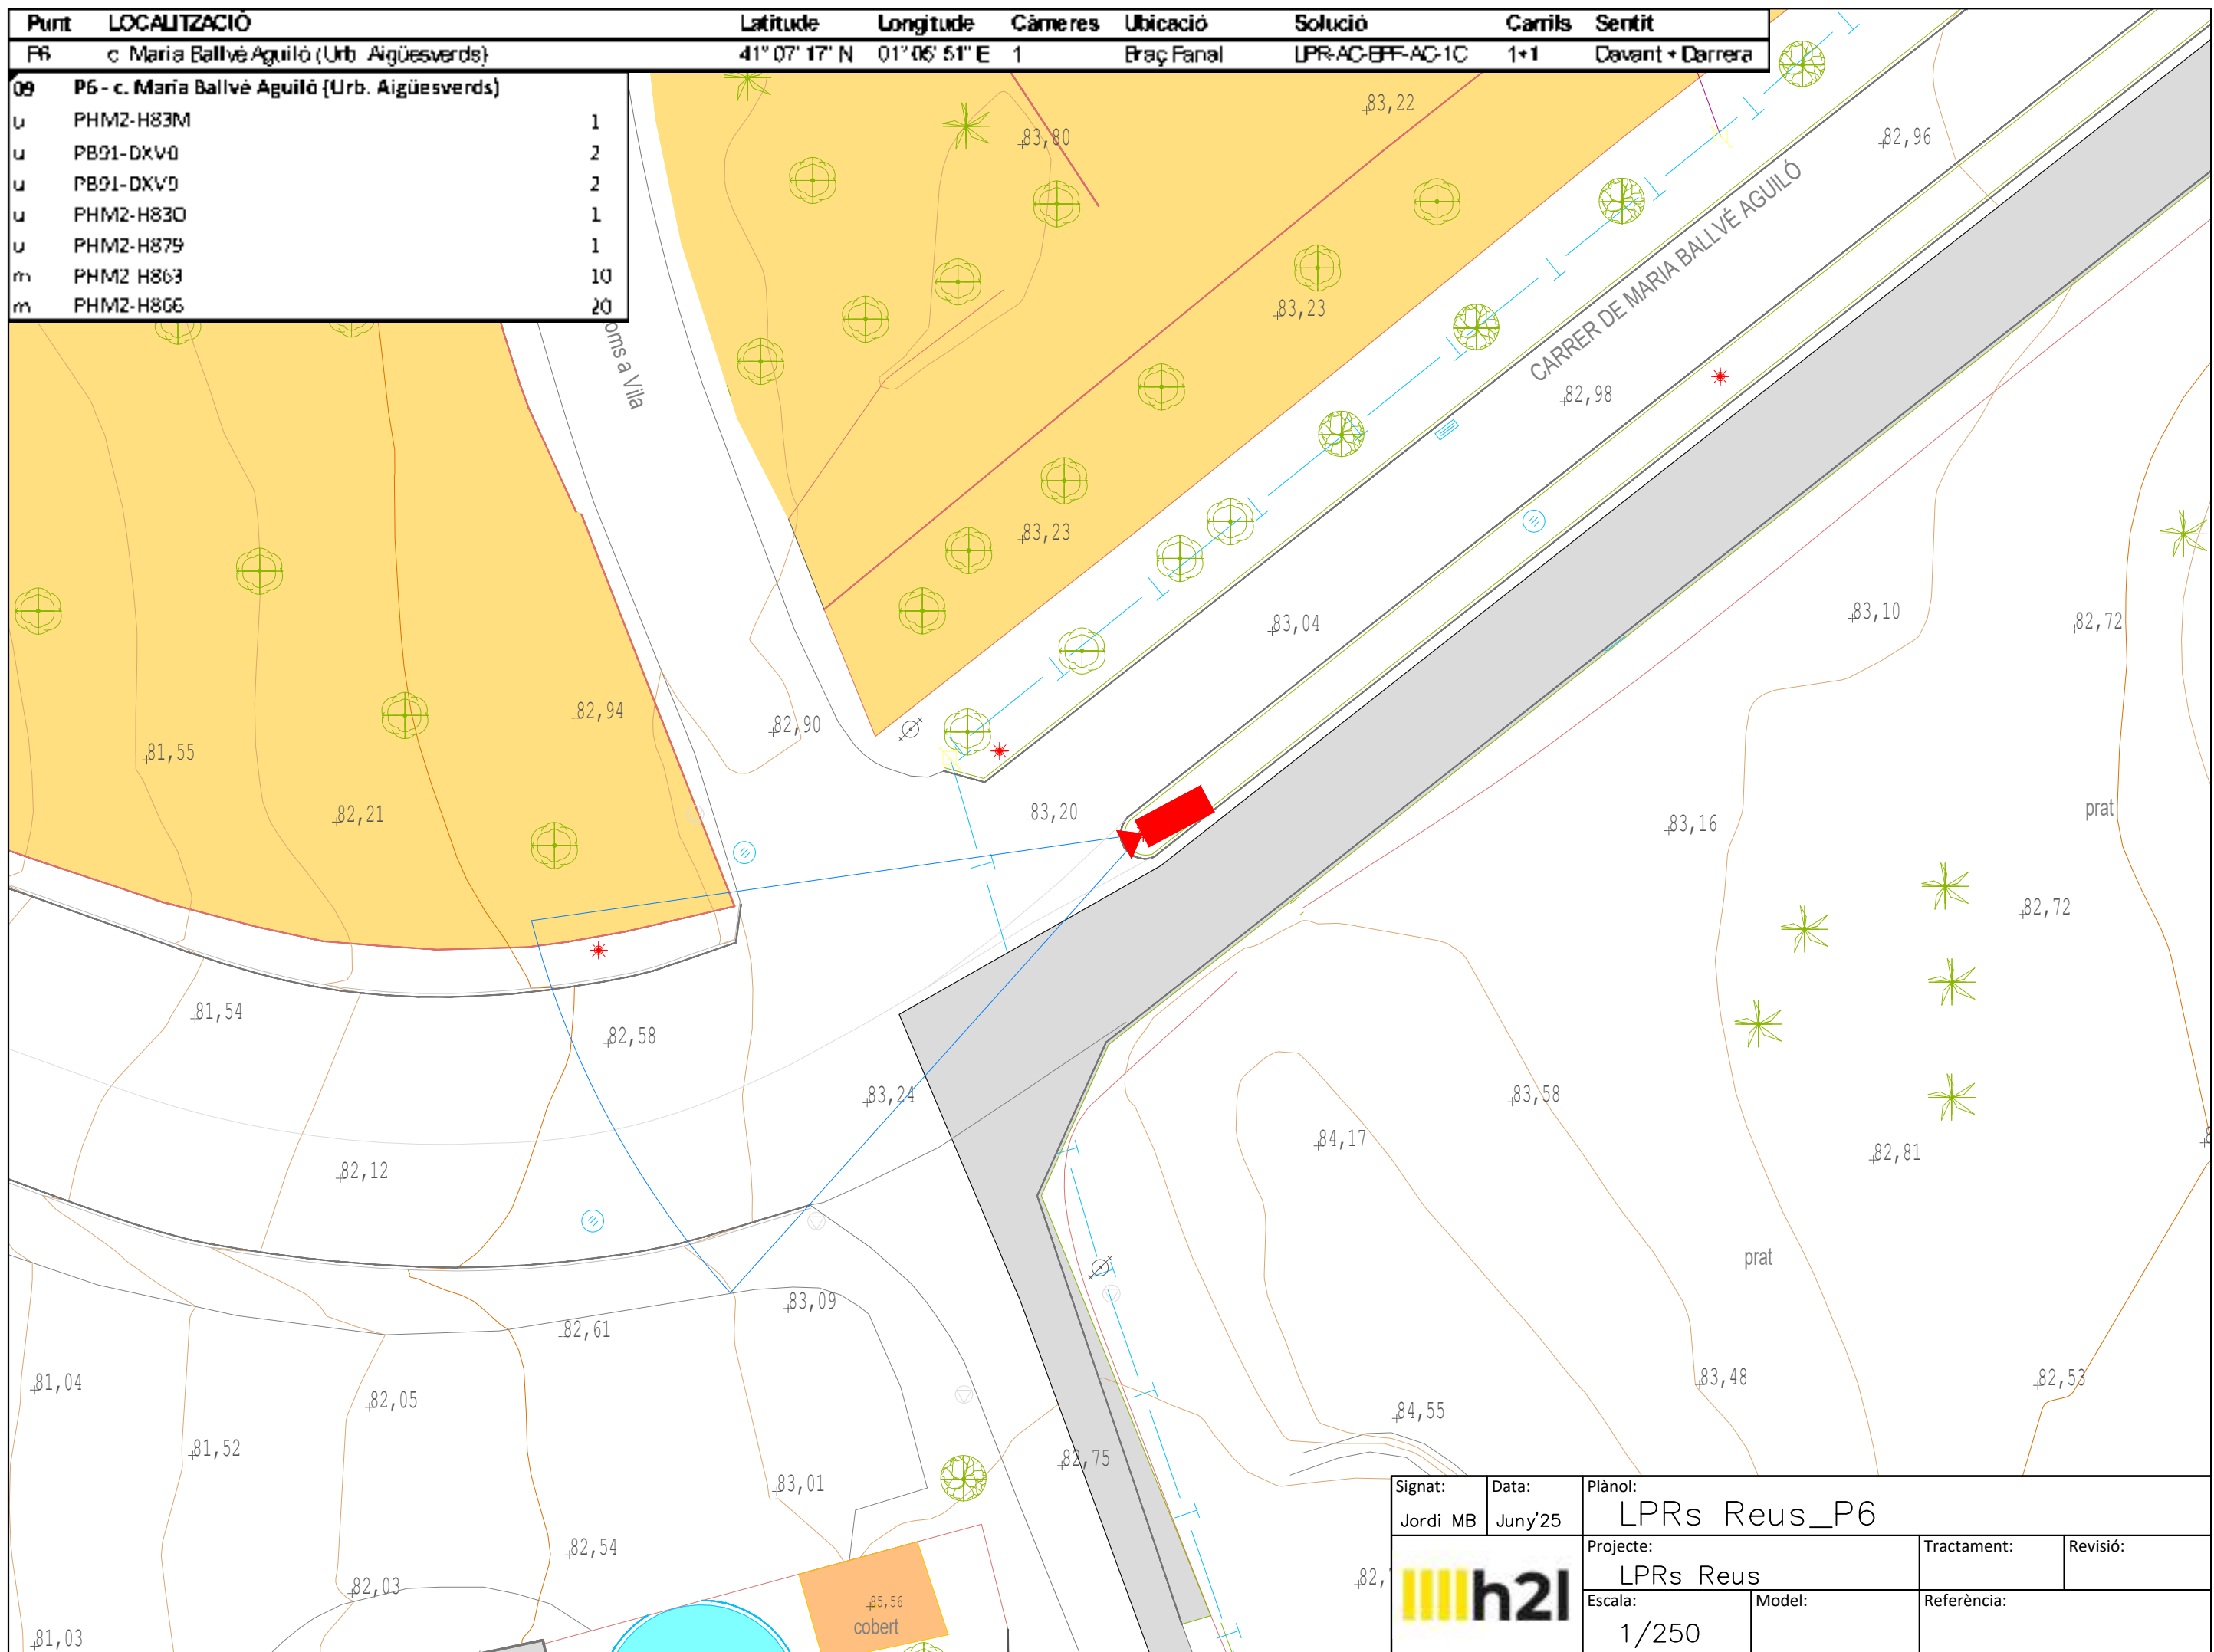 Punt LOCALITZACIÓ Latitude Longitude Càmeres Ubicació Solució Carrils Sentit
P6 c. Maria Ballvé Aguiló (Urb. Aigüesverds) 41º 07' 17" N 01º 06' 51" E 1 Braç Fanal LPR-AC-BPF-AC-1C 1+1 Davant + Darrera
09 P6 - c. Maria Ballvé Aguiló (Urb. Aigüesverds)
u PHM2-H83M 1
u PB91-DXV0 2
u PB91-DXV9 2
u PHM2-H83O 1
u PHM2-H879 1
m PHM2-H863 10
m PHM2-H866 20
83,22
83,80
82,96
CARRER DE MARIA BALLVÉ AGUILÓ
83,23
oms a Vila
82,98
83,23
83,04
83,10
82,72
82,94
82,90
81,55
82,21
83,20
83,16
prat
82,72
81,54
82,58
83,24
83,58
84,17
82,81
82,12
prat
83,09
82,61
81,04
82,05
83,48
82,53
84,55
81,52
82,75
83,01
82,54
82,03
82,
85,56
cobert
81,03
Signat:
Jordi MB
Data:
Juny'25
Plànol:
LPRs Reus_P6
h2l
Projecte:
LPRs Reus
Tractament:
Revisió:
Escala:
1/250
Model:
Referència: